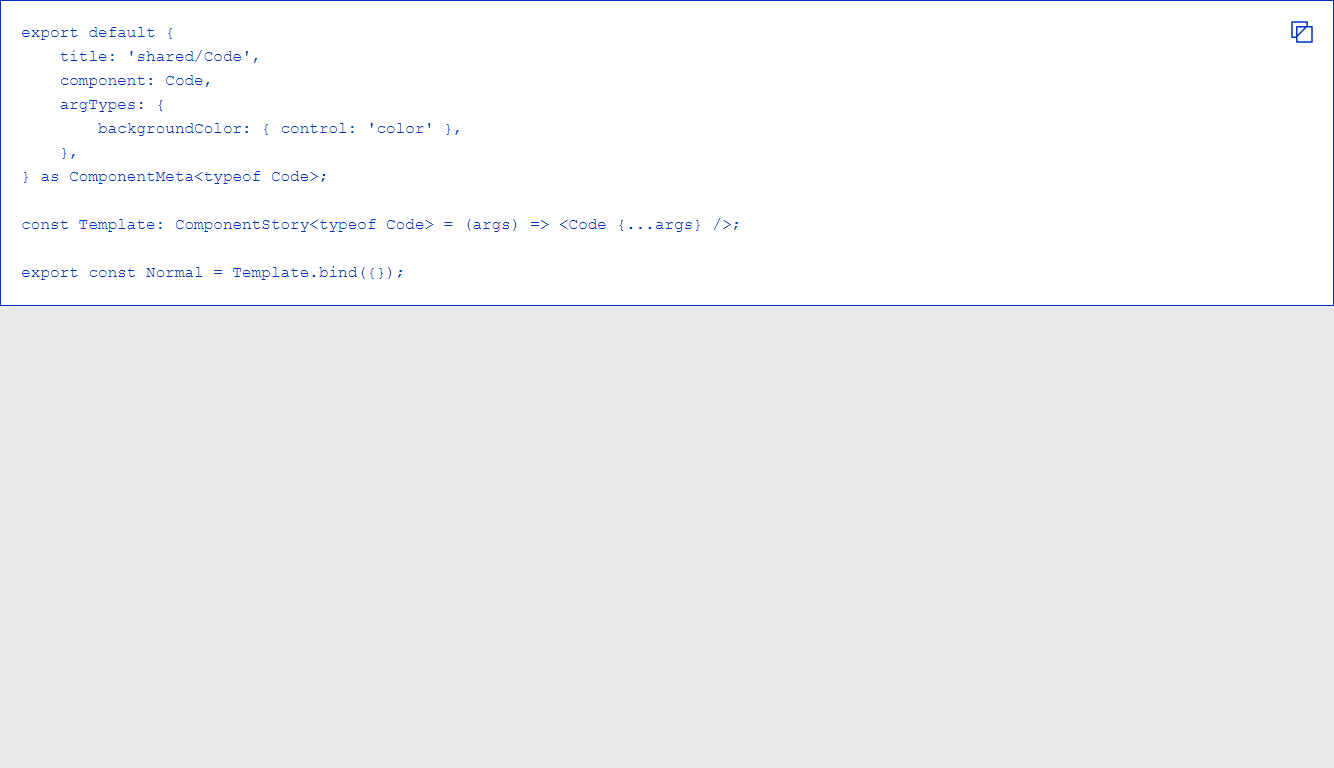 export default {
    title: 'shared/Code',
    component: Code,
    argTypes: {
        backgroundColor: { control: 'color' },
    },
} as ComponentMeta<typeof Code>;

const Template: ComponentStory<typeof Code> = (args) => <Code {...args} />;

export const Normal = Template.bind({});